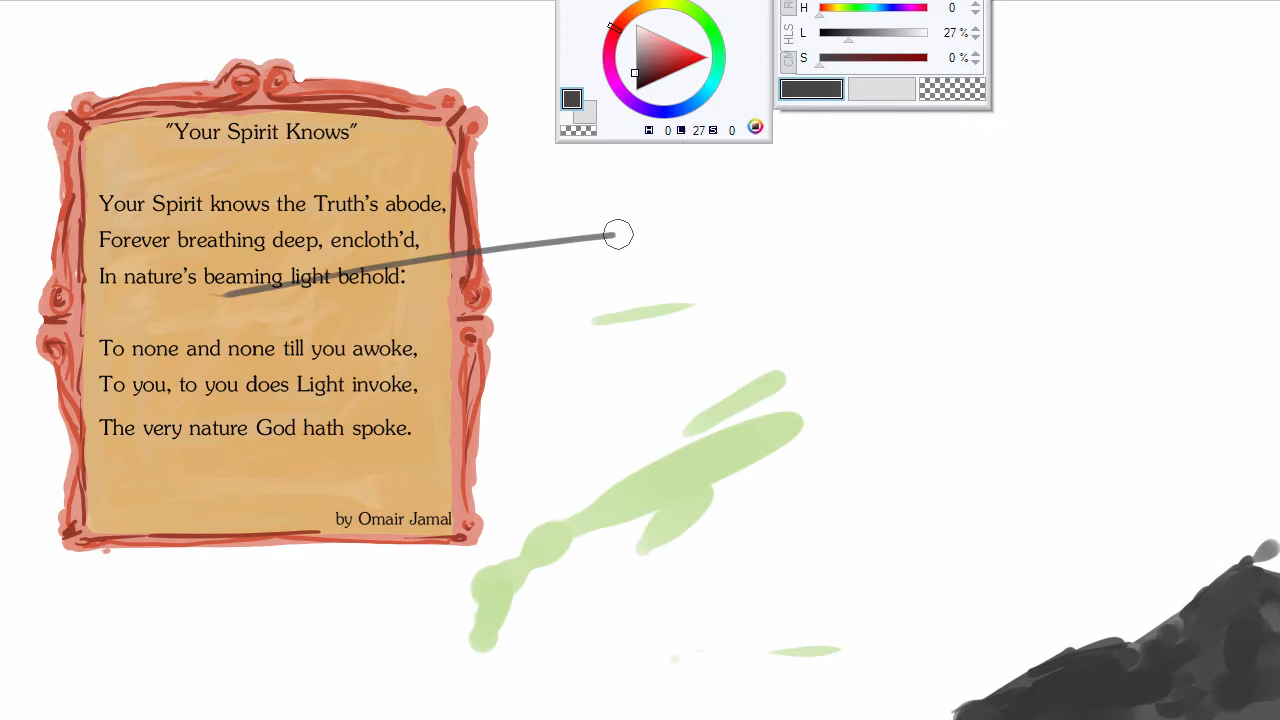 "Your Spirit Knows"
Your Spirit knows the Truth's abode,
Forever breathing deep, encloth'd,
In nature's beaming light behold:
To none and none till you awoke,
To you, to you does Light invoke,
The very nature God hath spoke.
by Omair Jamal
H 0
L 27 %
S 0 %
HLS
H 0 L 27 S 0